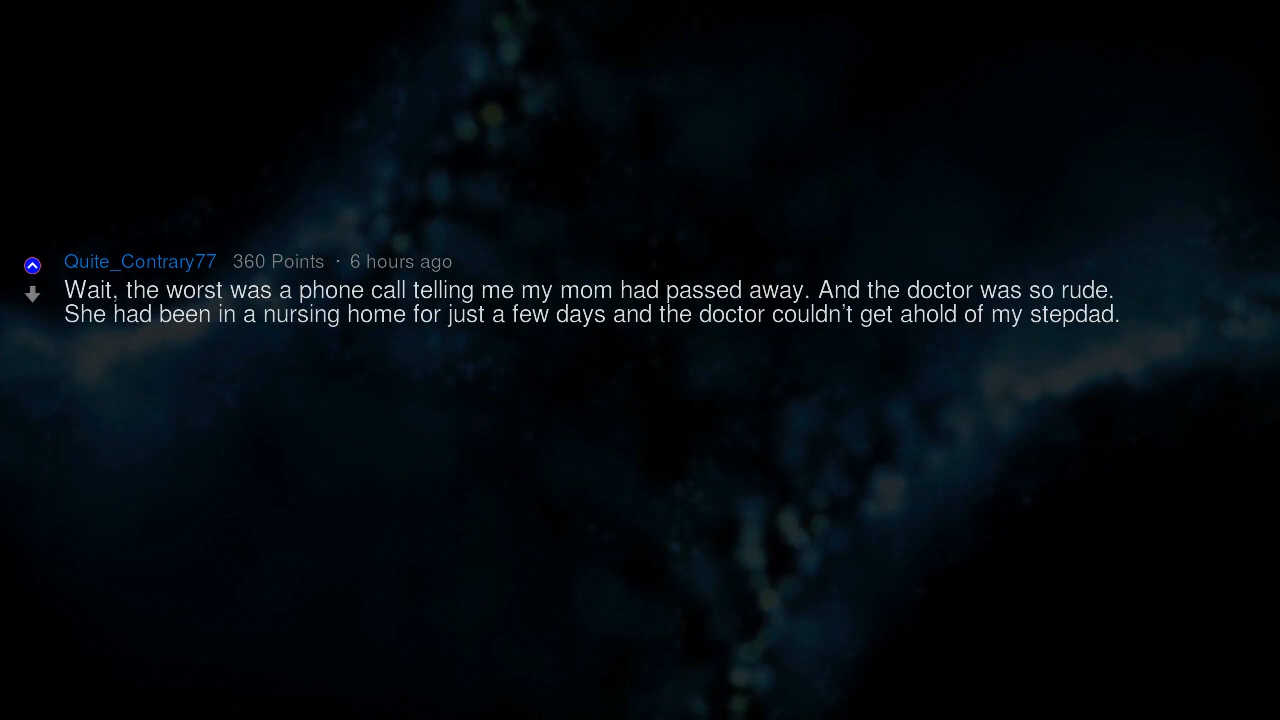 Quite_Contrary77 360 Points · 6 hours ago
Wait, the worst was a phone call telling me my mom had passed away. And the doctor was so rude.
She had been in a nursing home for just a few days and the doctor couldn't get ahold of my stepdad.